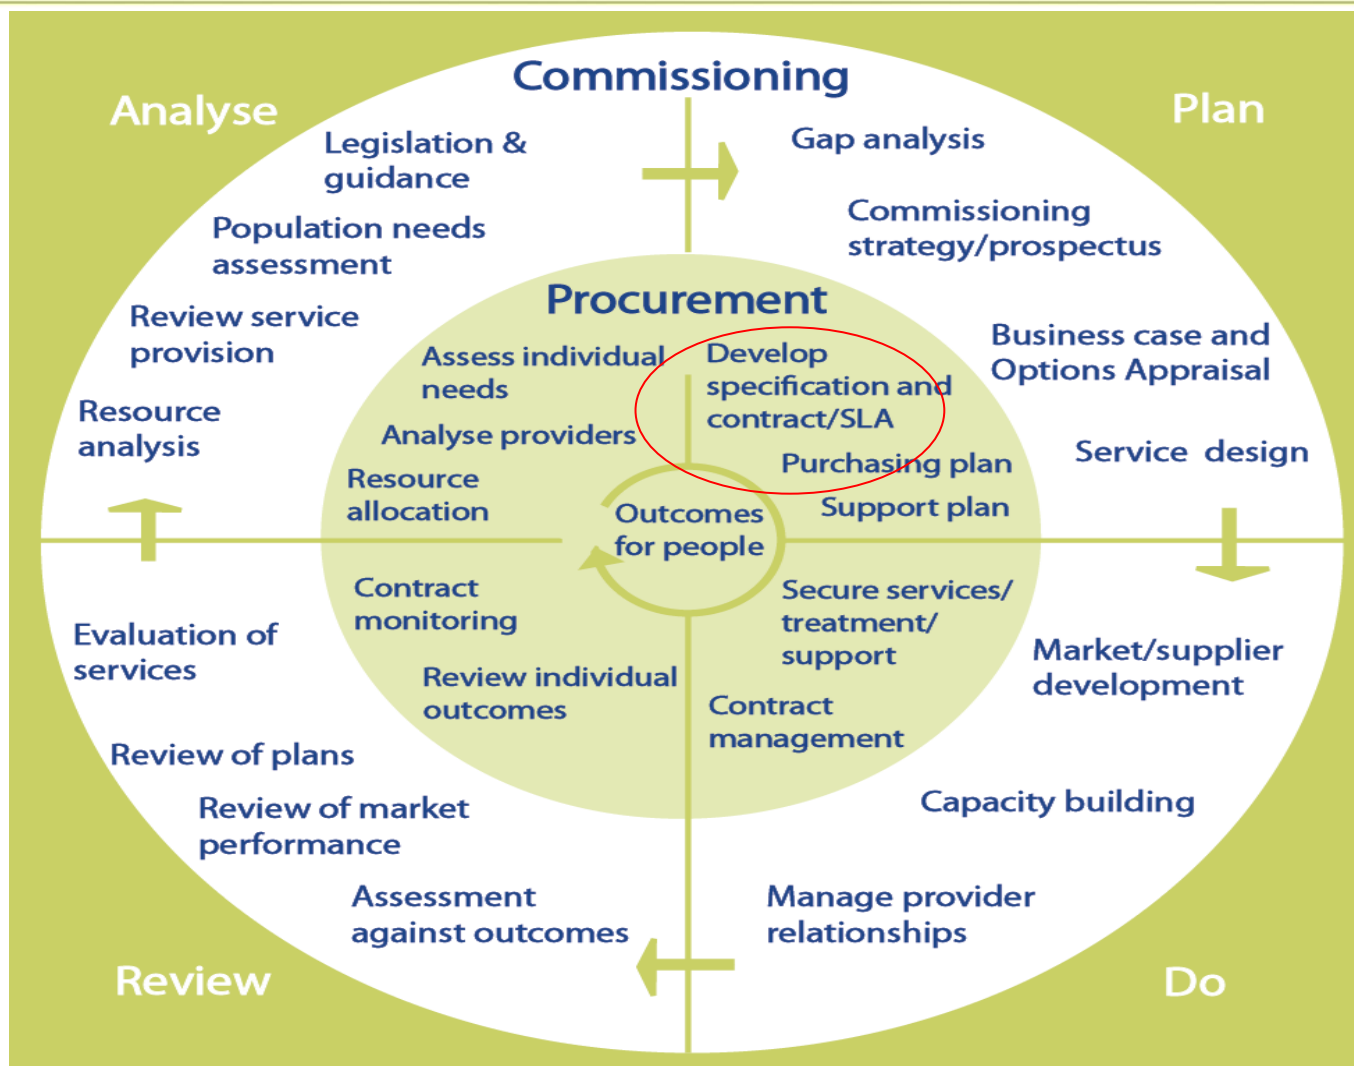 Commissioning
Analyse
Plan
Legislation &
guidance
Population needs
assessment
Review service
provision
Resource
analysis
Gap analysis
Commissioning
strategy/prospectus
Business case and
Options Appraisal
Service  design
Procurement
Assess individual
needs
Analyse providers
Resource
allocation
Develop
specification and
contract/SLA
Purchasing plan
Support plan
Outcomes
for people
Contract
monitoring
Review individual
outcomes
Secure services/
treatment/
support
Contract
management
Evaluation of
services
Review of plans
Review of market
performance
Assessment
against outcomes
Market/supplier
development
Capacity building
Manage provider
relationships
Review
Do